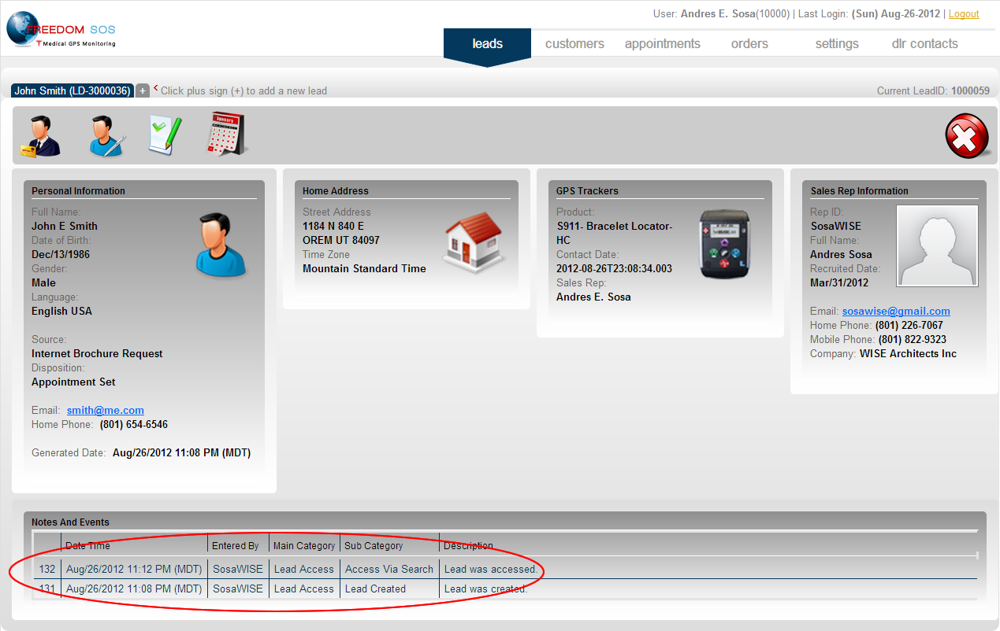 User: Andres E. Sosa(10000) | Last Login: (Sun) Aug-26-2012 | Logout
FREEDOM SOS
Medical GPS Monitoring
leads customers appointments orders settings dlr contacts
John Smith (LD-3000036) + < Click plus sign (+) to add a new lead Current LeadID: 1000059
January
Personal Information
Full Name:
John E Smith
Date of Birth:
Dec/13/1986
Gender:
Male
Language:
English USA
Source:
Internet Brochure Request
Disposition:
Appointment Set
Email: smith@me.com
Home Phone: (801) 654-6546
Generated Date: Aug/26/2012 11:08 PM (MDT)
Home Address
Street Address
1184 N 840 E
OREM UT 84097
Time Zone
Mountain Standard Time
GPS Trackers
Product:
S911- Bracelet Locator-
HC
Contact Date:
2012-08-26T23:08:34.003
Sales Rep:
Andres E. Sosa
Sales Rep Information
Rep ID:
SosaWISE
Full Name:
Andres Sosa
Recruited Date:
Mar/31/2012
Email: sosawise@gmail.com
Home Phone: (801) 226-7067
Mobile Phone: (801) 822-9323
Company: WISE Architects Inc
Notes And Events
Date Time Entered By Main Category Sub Category Description
132 Aug/26/2012 11:12 PM (MDT) SosaWISE Lead Access Access Via Search Lead was accessed.
131 Aug/26/2012 11:08 PM (MDT) SosaWISE Lead Access Lead Created Lead was created.